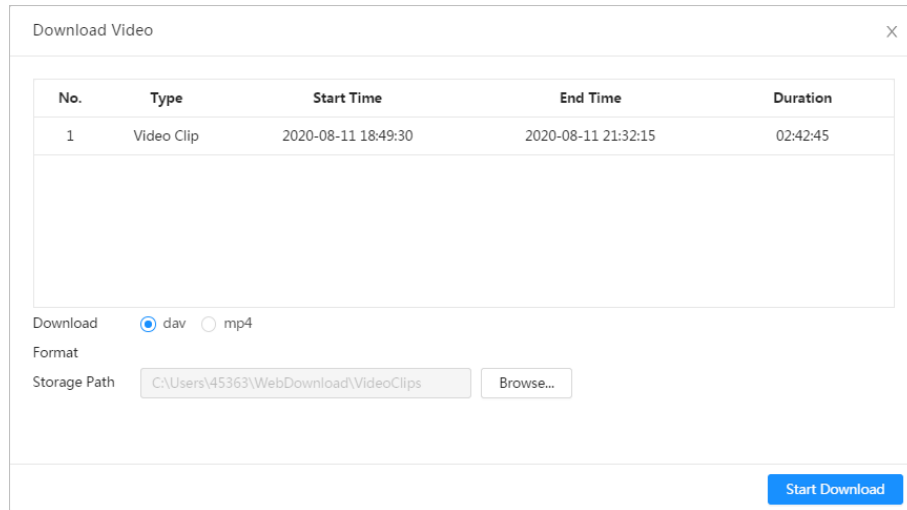 Download Video
No. Type Start Time End Time Duration
1 Video Clip 2020-08-11 18:49:30 2020-08-11 21:32:15 02:42:45
Download dav mp4
Format
Storage Path C:\Users\45363\WebDownload\VideoClips Browse...
Start Download